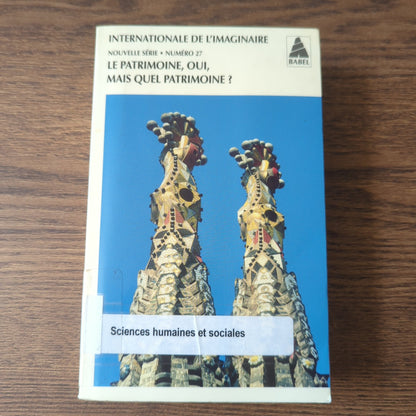 INTERNATIONALE DE L'IMAGINAIRE
NOUVELLE SÉRIE • NUMÉRO 27
LE PATRIMOINE, OUI,
MAIS QUEL PATRIMOINE ?
BABEL
Sciences humaines et sociales